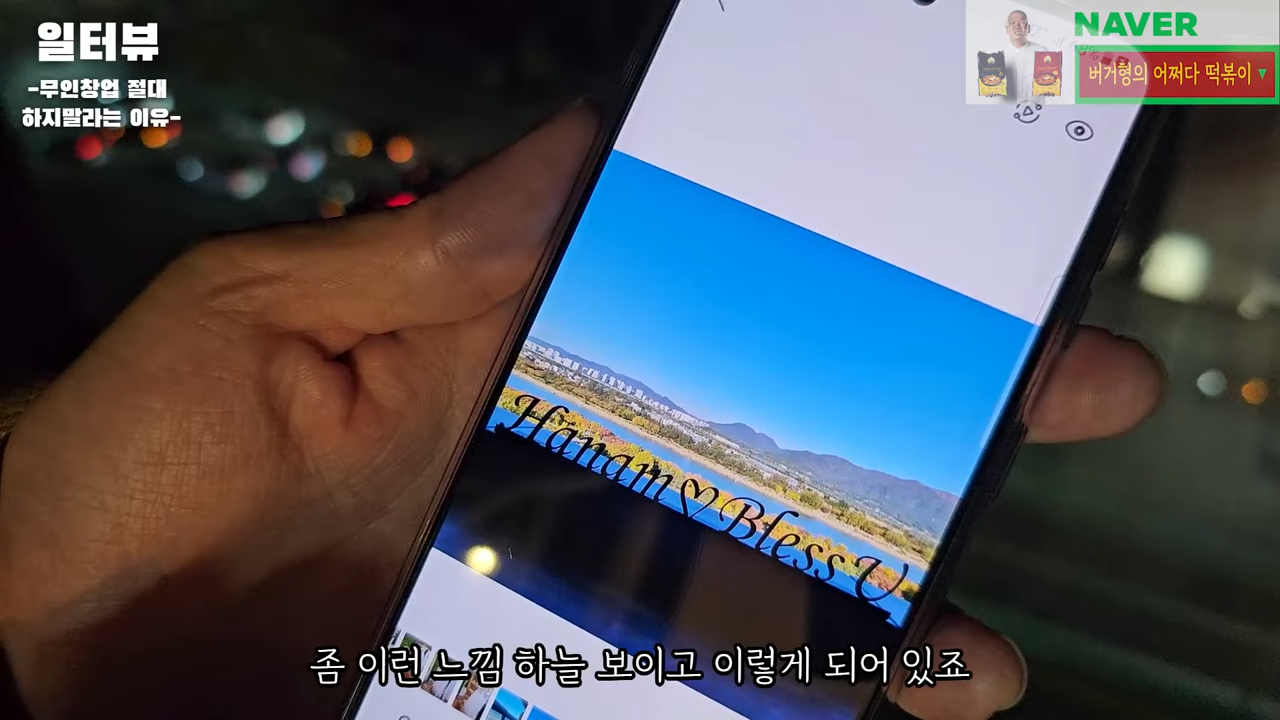 일터뷰
-무인창업 절대
하지말라는 이유-
NAVER
버거형의 어쩌다 떡볶이
Hanam♡Bless U
좀 이런 느낌 하늘 보이고 이렇게 되어 있죠